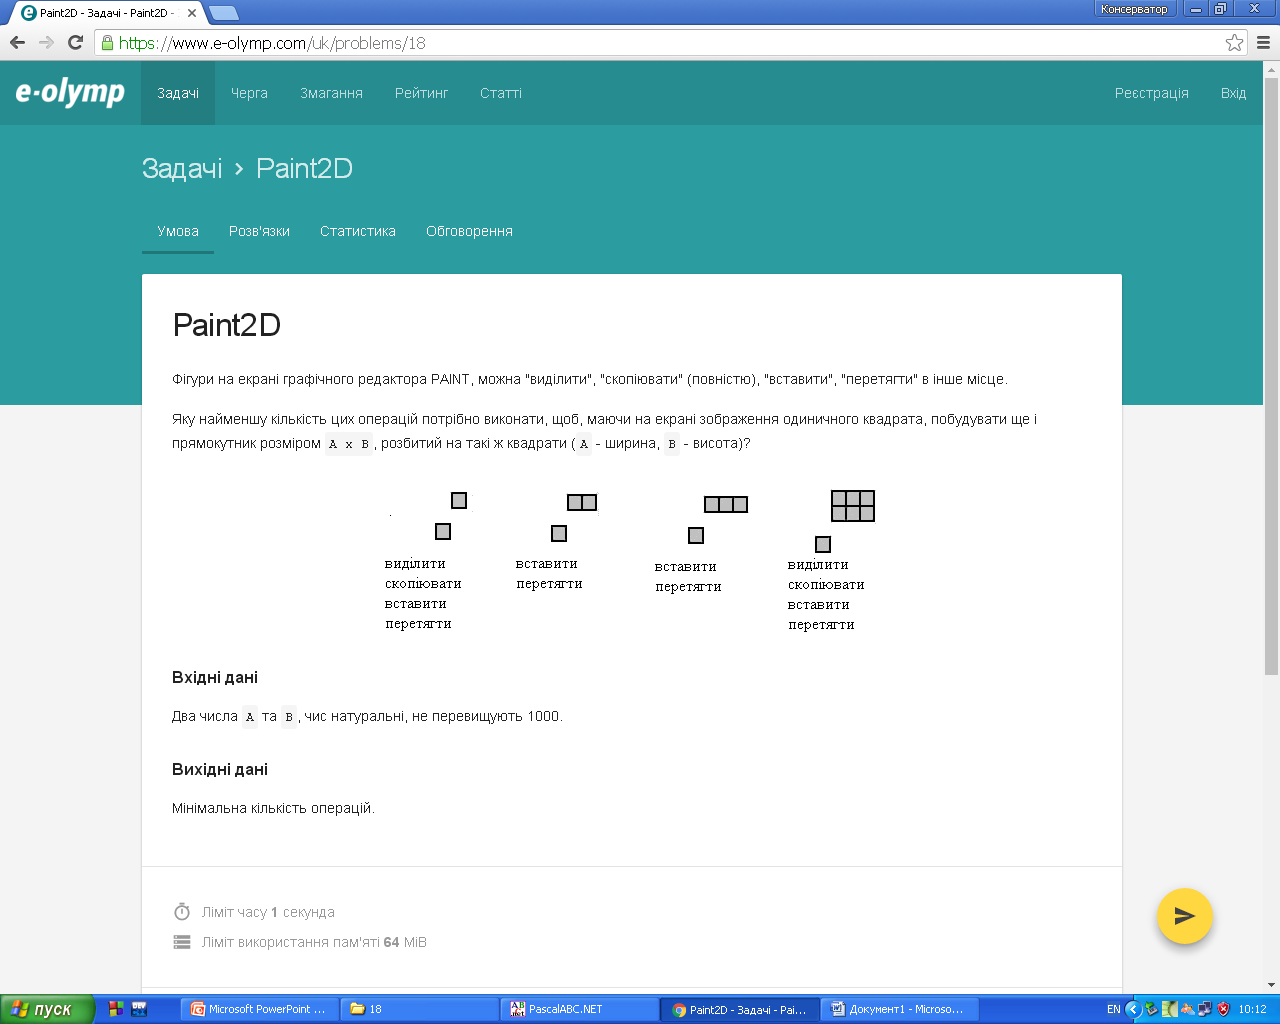 Paint2D - Задачі - Paint2D -
Консерватор
https://www.e-olymp.com/uk/problems/18
e-olymp
Задачі
Черга
Змагання
Рейтинг
Статті
Реєстрація
Вхід
Задачі › Paint2D
Умова
Розв'язки
Статистика
Обговорення
Paint2D
Фігури на екрані графічного редактора PAINT, можна "виділити", "скопіювати" (повністю), "вставити", "перетягти" в інше місце.
Яку найменшу кількість цих операцій потрібно виконати, щоб, маючи на екрані зображення одиничного квадрата, побудувати ще і
прямокутник розміром A x B, розбитий на такі ж квадрати (A - ширина, B - висота)?
виділити
скопіювати
вставити
перетягти
вставити
перетягти
вставити
перетягти
виділити
скопіювати
вставити
перетягти
Вхідні дані
Два числа A та B, чис натуральні, не перевищують 1000.
Вихідні дані
Мінімальна кількість операцій.
Ліміт часу 1 секунда
Ліміт використання пам'яті 64 MiB
пуск
Microsoft PowerPoint ...
18
PascalABC.NET
Paint2D - Задачі - Pai...
Документ1 - Microso...
EN
10:12